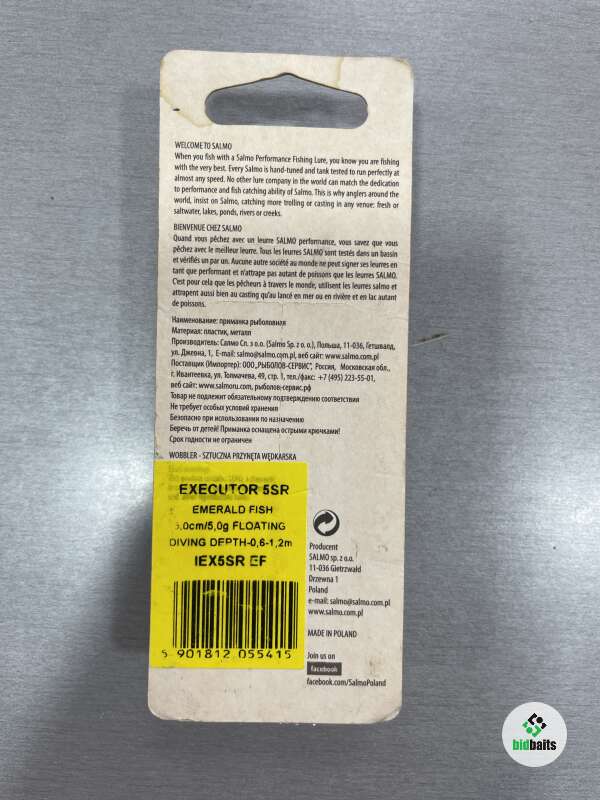 WELCOME TO SALMO
When you fish with a Salmo Performance Fishing Lure, you know you are fishing
with the very best. Every Salmo is hand-tuned and tank tested to run perfectly at
almost any speed. No other lure company in the world can match the dedication
to performance and fish catching ability of Salmo. This is why anglers around the
world, insist on Salmo, catching more trolling or casting in any venue: fresh or
saltwater, lakes, ponds, rivers or creeks.
BIENVENUE CHEZ SALMO
Quand vous pêchez avec un leurre SALMO performance, vous savez que vous
pêchez avec le meilleur leurre. Tous les SALMO sont testés dans un bassin
et vérifiés un par un. Aucune autre société au monde ne peut signer ses leurres en
tant que performant et n'attrape pas autant de poissons que les leurres SALMO.
C'est pour cela que les pêcheurs à travers le monde, utilisent les leurres salmo et
attrapent aussi bien au casting qu'au lancé en mer ou en rivière et en lac autant
de poissons.
Наименование: приманка рыболовная
Материал: пластик, металл
Производитель: Салмо Сп. з о.о. (Salmo Sp. z o. o.), Польша, 11-036, Гетшвалд,
ул. Джевна, 1, E-mail: salmo@salmo.com.pl, веб сайт: www.salmo.com.pl
Поставщик (Импортер): ООО „РЫБОЛОВ-СЕРВИС", Россия, Московская обл.,
г. Ивантеевка, ул. Толмачева, 49, стр. 1, тел./факс: +7 (495) 223-55-01,
веб сайт: www.salmoru.com, рыболов-сервис.рф
Товар не подлежит обязательному подтверждению соответствия
Не требует особых условий хранения
Безопасно при использовании по назначению
Беречь от детей! Приманка оснащена острыми крючками!
Срок годности не ограничен
WOBBLER - SZTUCZNA PRZYNĘTA WĘDKARSKA
EXECUTOR 5SR
EMERALD FISH
5,0cm/5,0g FLOATING
DIVING DEPTH-0,6-1,2m
IEX5SR EF
5 901812 055415
Producent
SALMO sp. z o.o.
11-036 Gietrzwałd
Drzewna 1
Poland
e-mail: salmo@salmo.com.pl
www.salmo.com.pl
MADE IN POLAND
Join us on
facebook
facebook.com/SalmoPoland
bidbaits